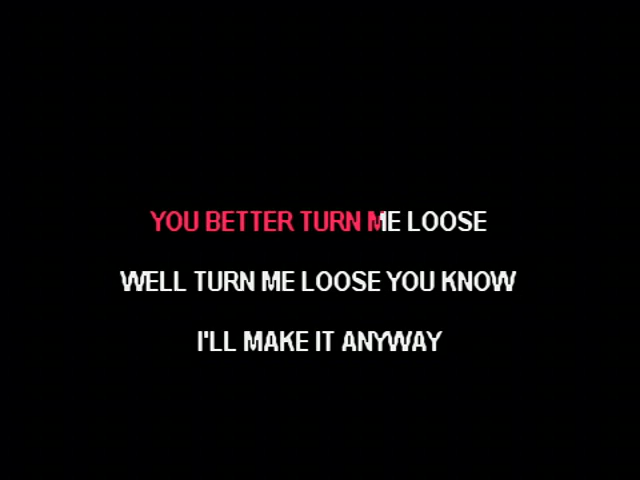 YOU BETTER TURN ME LOOSE
WELL TURN ME LOOSE YOU KNOW
I'LL MAKE IT ANYWAY